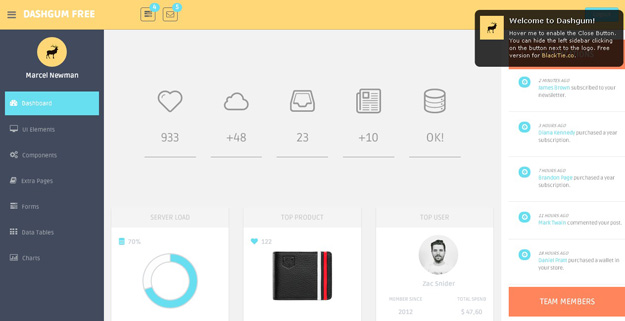 DASHGUM FREE
4
5
Welcome to Dashgum!
Hover me to enable the Close Button.
You can hide the left sidebar clicking
on the button next to the logo. Free
version for BlackTie.co.
Marcel Newman
Dashboard
UI Elements
Components
Extra Pages
Forms
Data Tables
Charts
933
+48
23
+10
OK!
SERVER LOAD
70%
TOP PRODUCT
122
TOP USER
Zac Snider
MEMBER SINCE
TOTAL SPEND
2012
$ 47,60
2 MINUTES AGO
James Brown subscribed to your
newsletter.
3 HOURS AGO
Diana Kennedy purchased a year
subscription.
7 HOURS AGO
Brandon Page purchased a year
subscription.
11 HOURS AGO
Mark Twain commented your post.
18 HOURS AGO
Daniel Pratt purchased a wallet in
your store.
TEAM MEMBERS